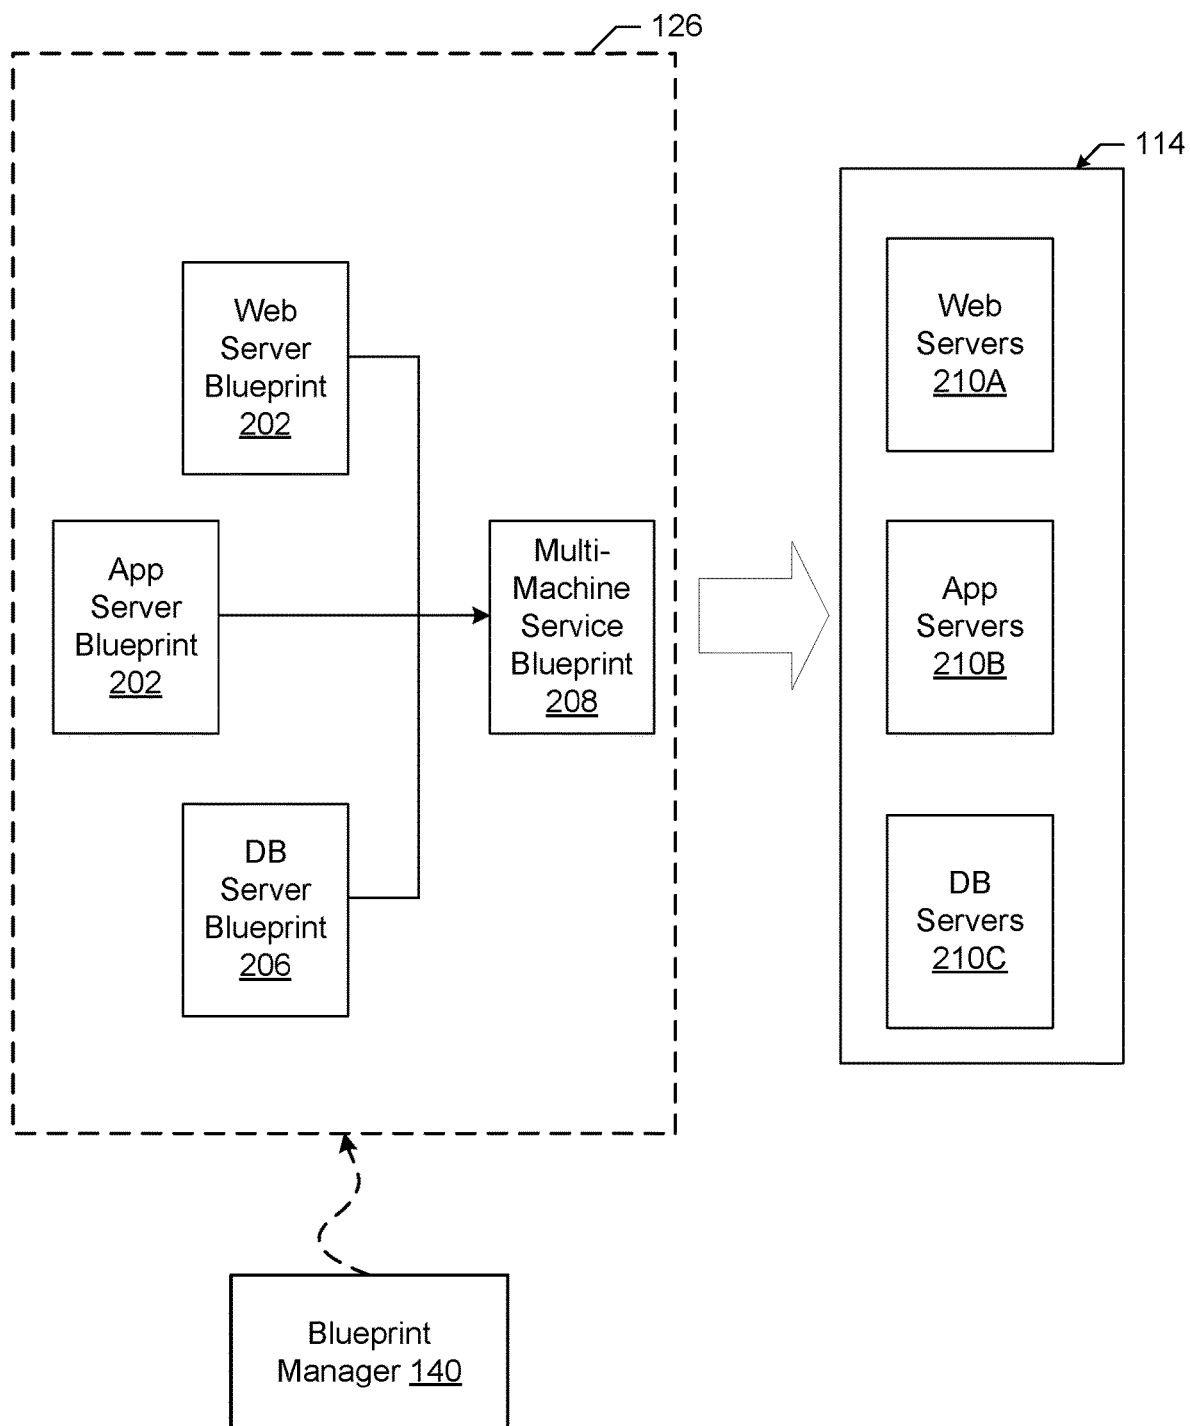 126
114
Web
Server
Blueprint
202
App
Server
Blueprint
202
DB
Server
Blueprint
206
Multi-
Machine
Service
Blueprint
208
Web
Servers
210A
App
Servers
210B
DB
Servers
210C
Blueprint
Manager 140